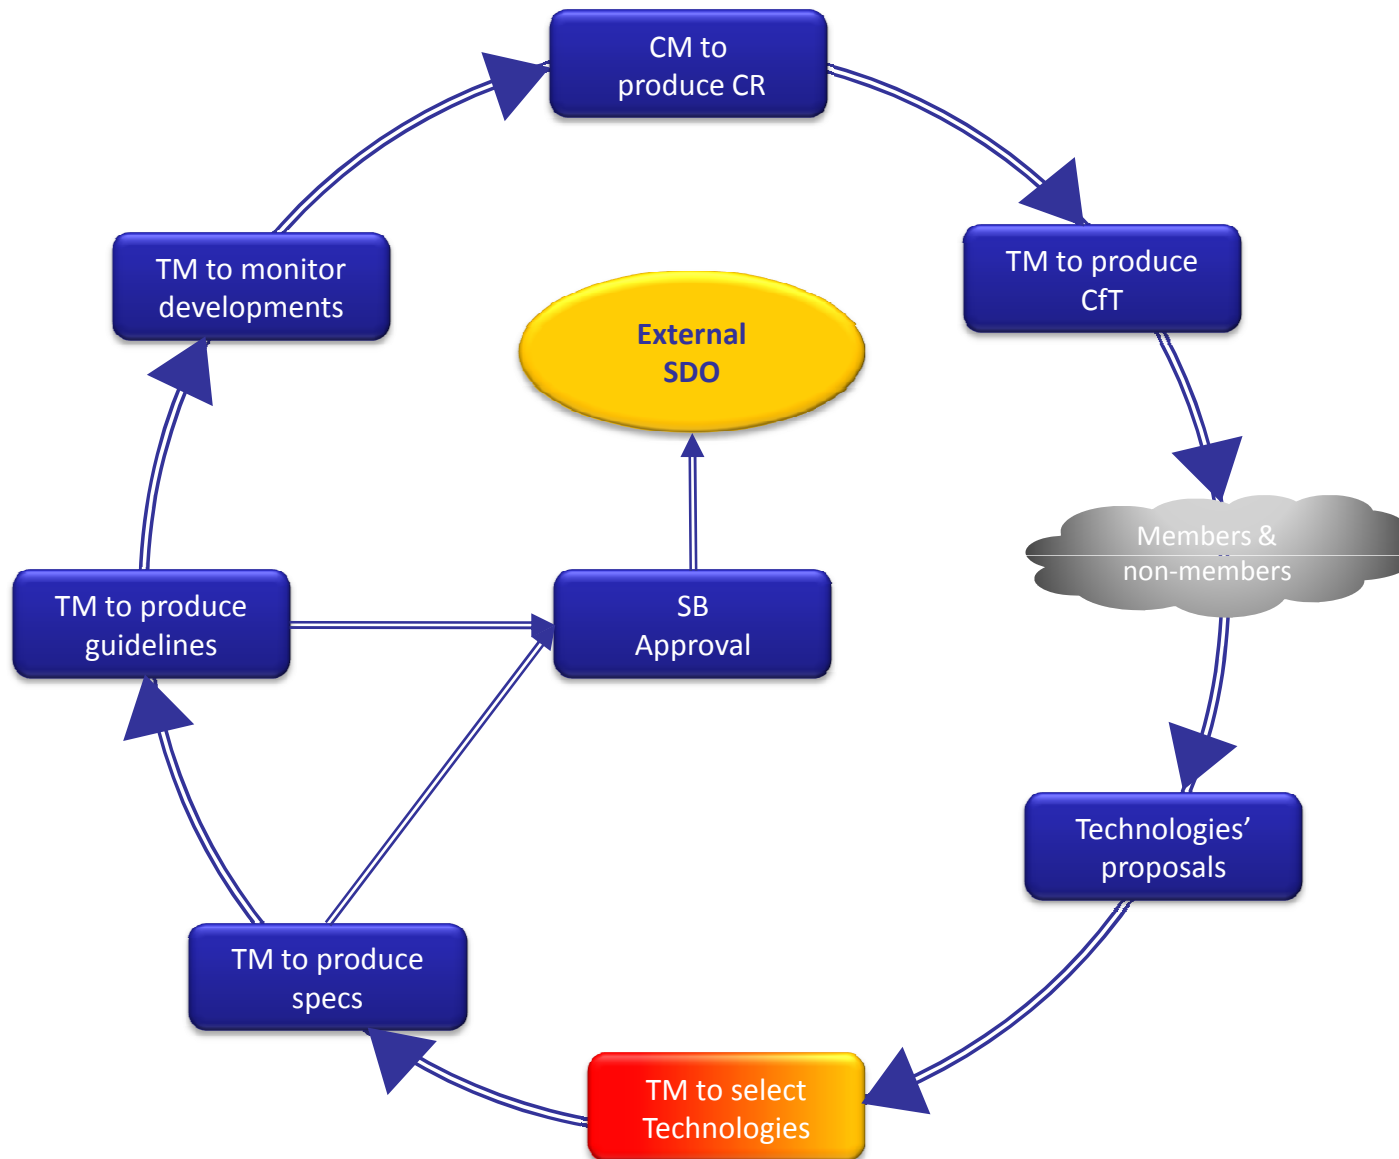 CM to
produce CR
TM to produce
CfT
Members &
non-members
Technologies’
proposals
TM to select
Technologies
TM to produce
specs
TM to produce
guidelines
TM to monitor
developments
External
SDO
SB
Approval